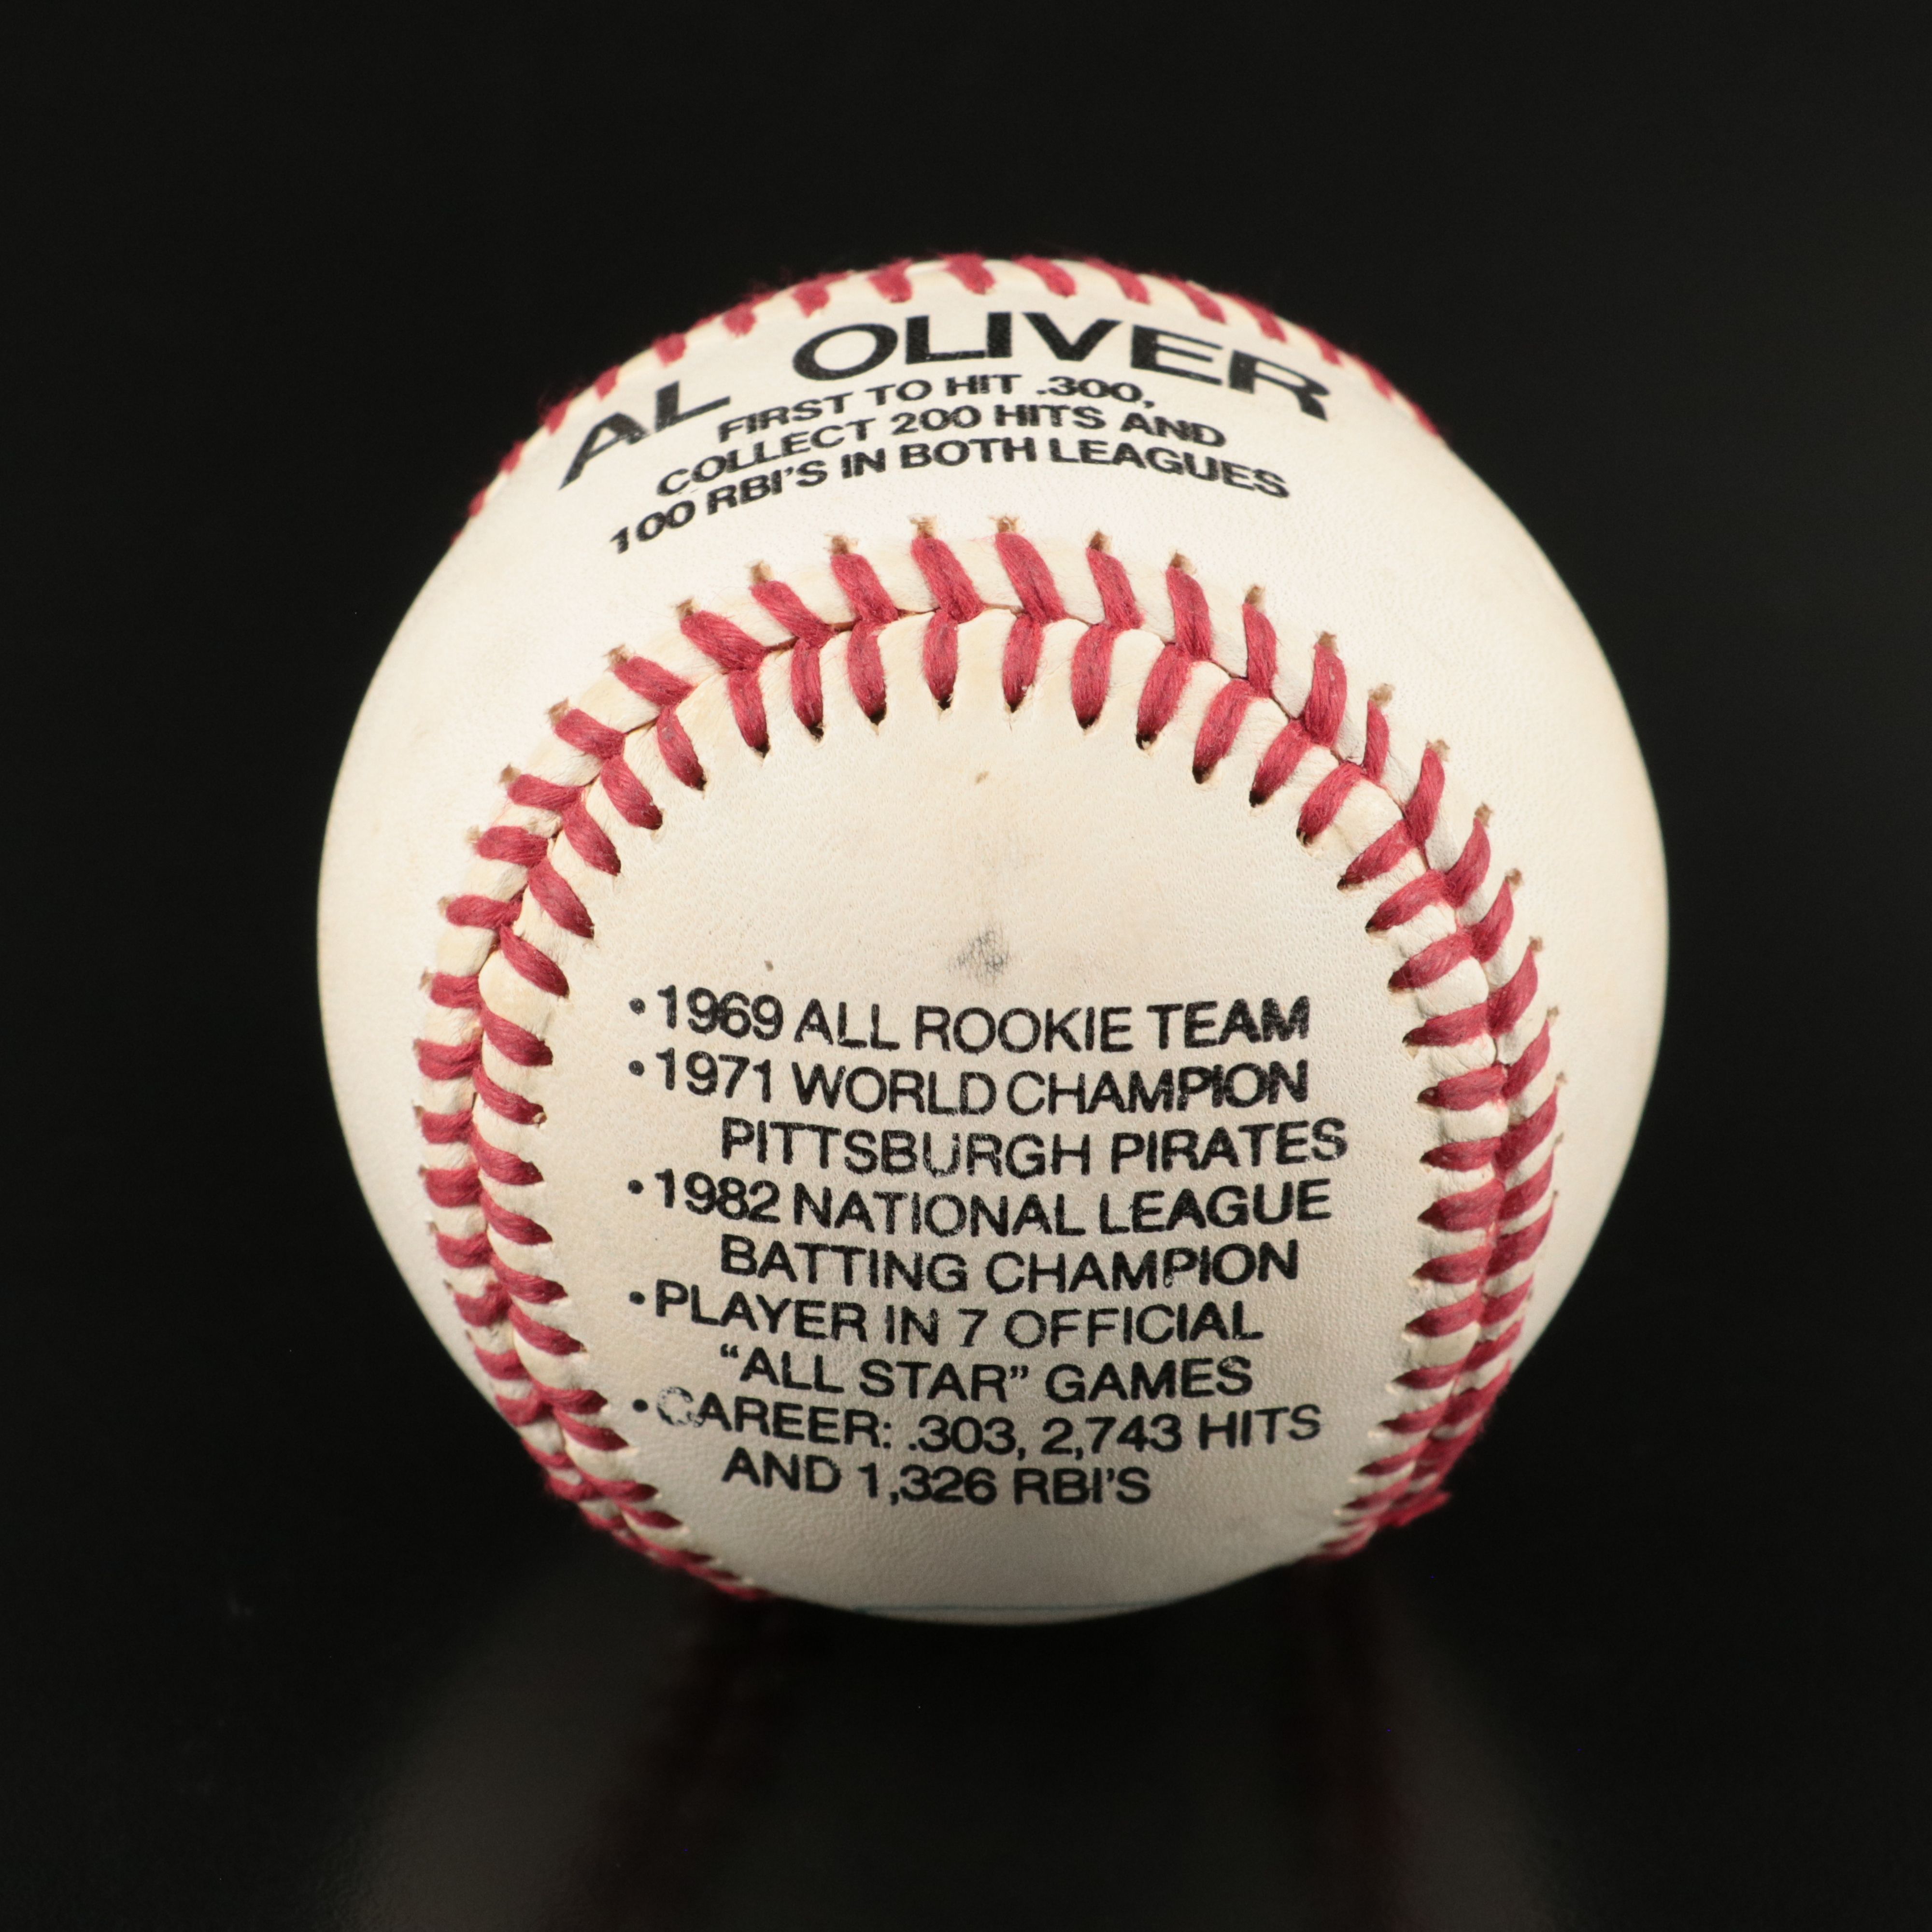 AL OLIVER
FIRST TO HIT .300,
COLLECT 200 HITS AND
100 RBI'S IN BOTH LEAGUES
•1969 ALL ROOKIE TEAM
•1971 WORLD CHAMPION
PITTSBURGH PIRATES
•1982 NATIONAL LEAGUE
BATTING CHAMPION
•PLAYER IN 7 OFFICIAL
“ALL STAR” GAMES
•CAREER: .303, 2,743 HITS
AND 1,326 RBI'S